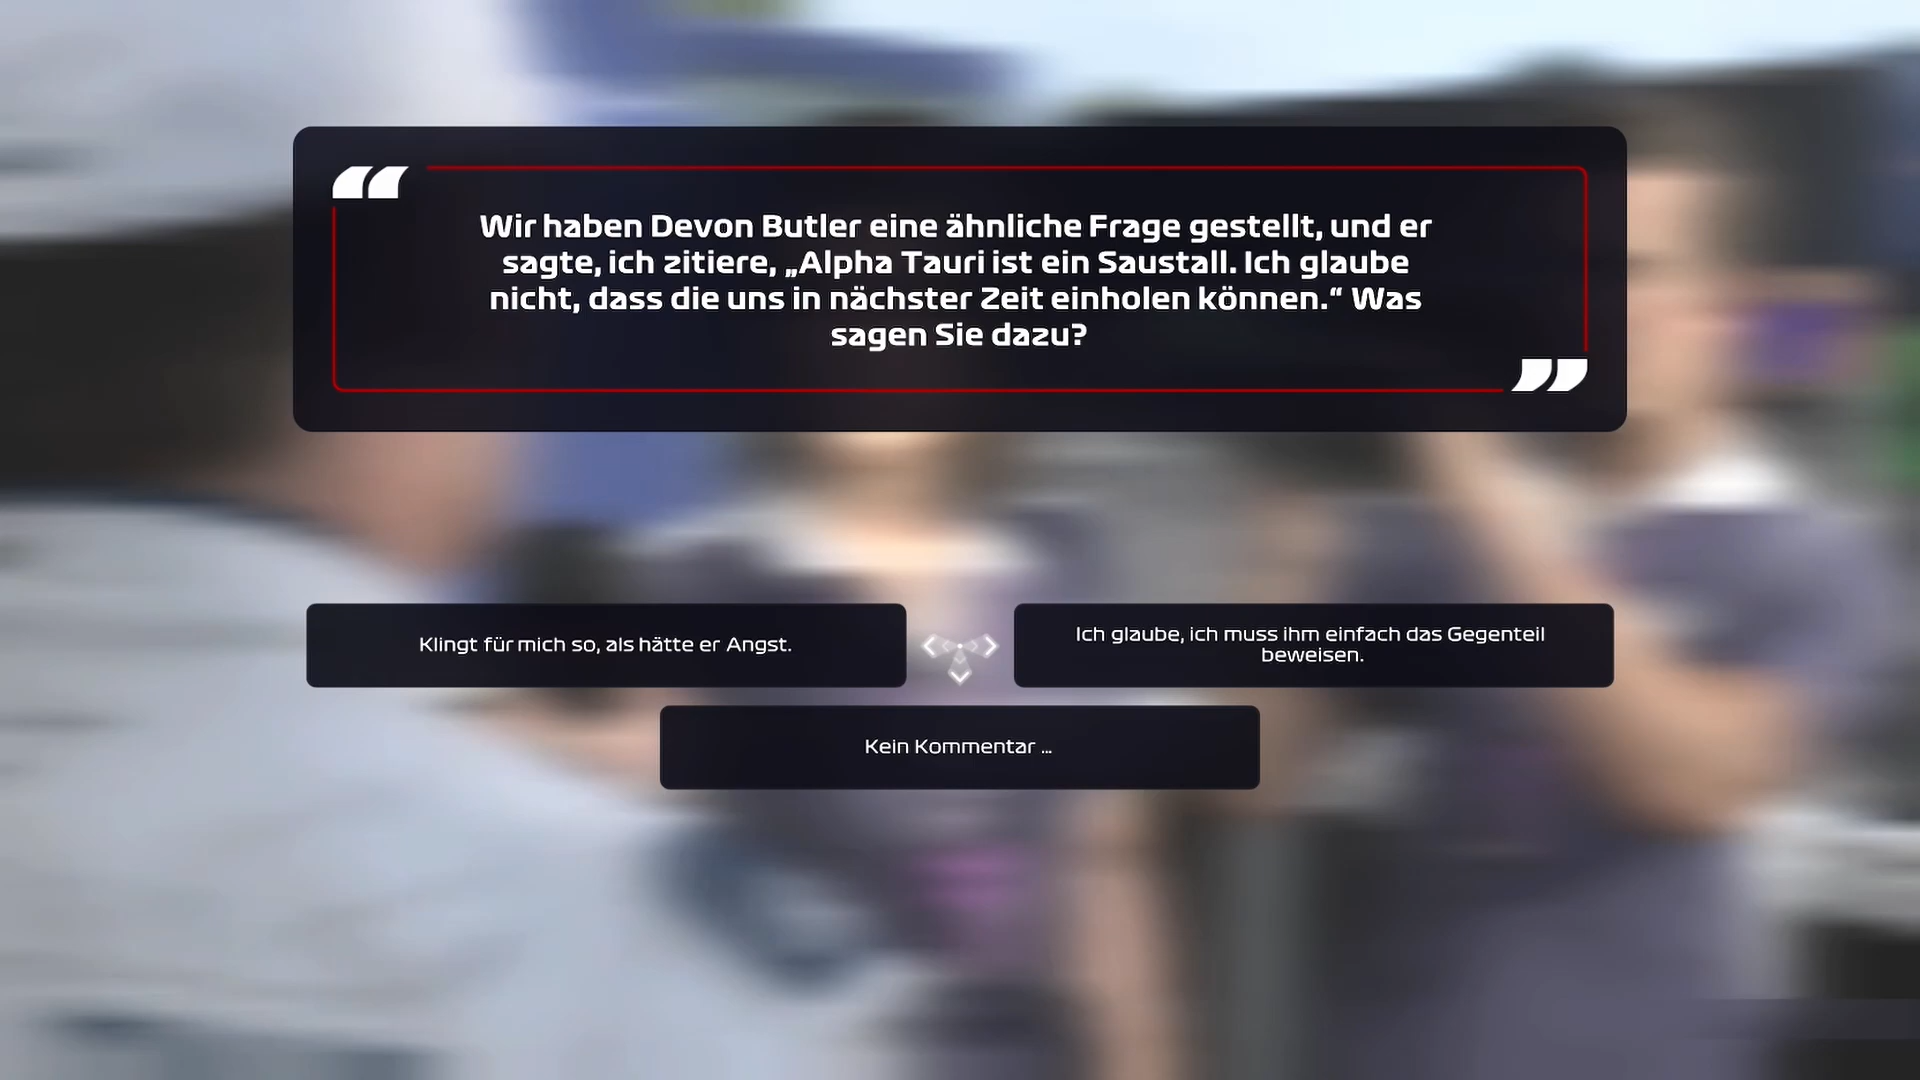 Wir haben Devon Butler eine ähnliche Frage gestellt, und er
sagte, ich zitiere, „Alpha Tauri ist ein Saustall. Ich glaube
nicht, dass die uns in nächster Zeit einholen können.“ Was
sagen Sie dazu?
Klingt für mich so, als hätte er Angst.
Ich glaube, ich muss ihm einfach das Gegenteil
beweisen.
Kein Kommentar ...